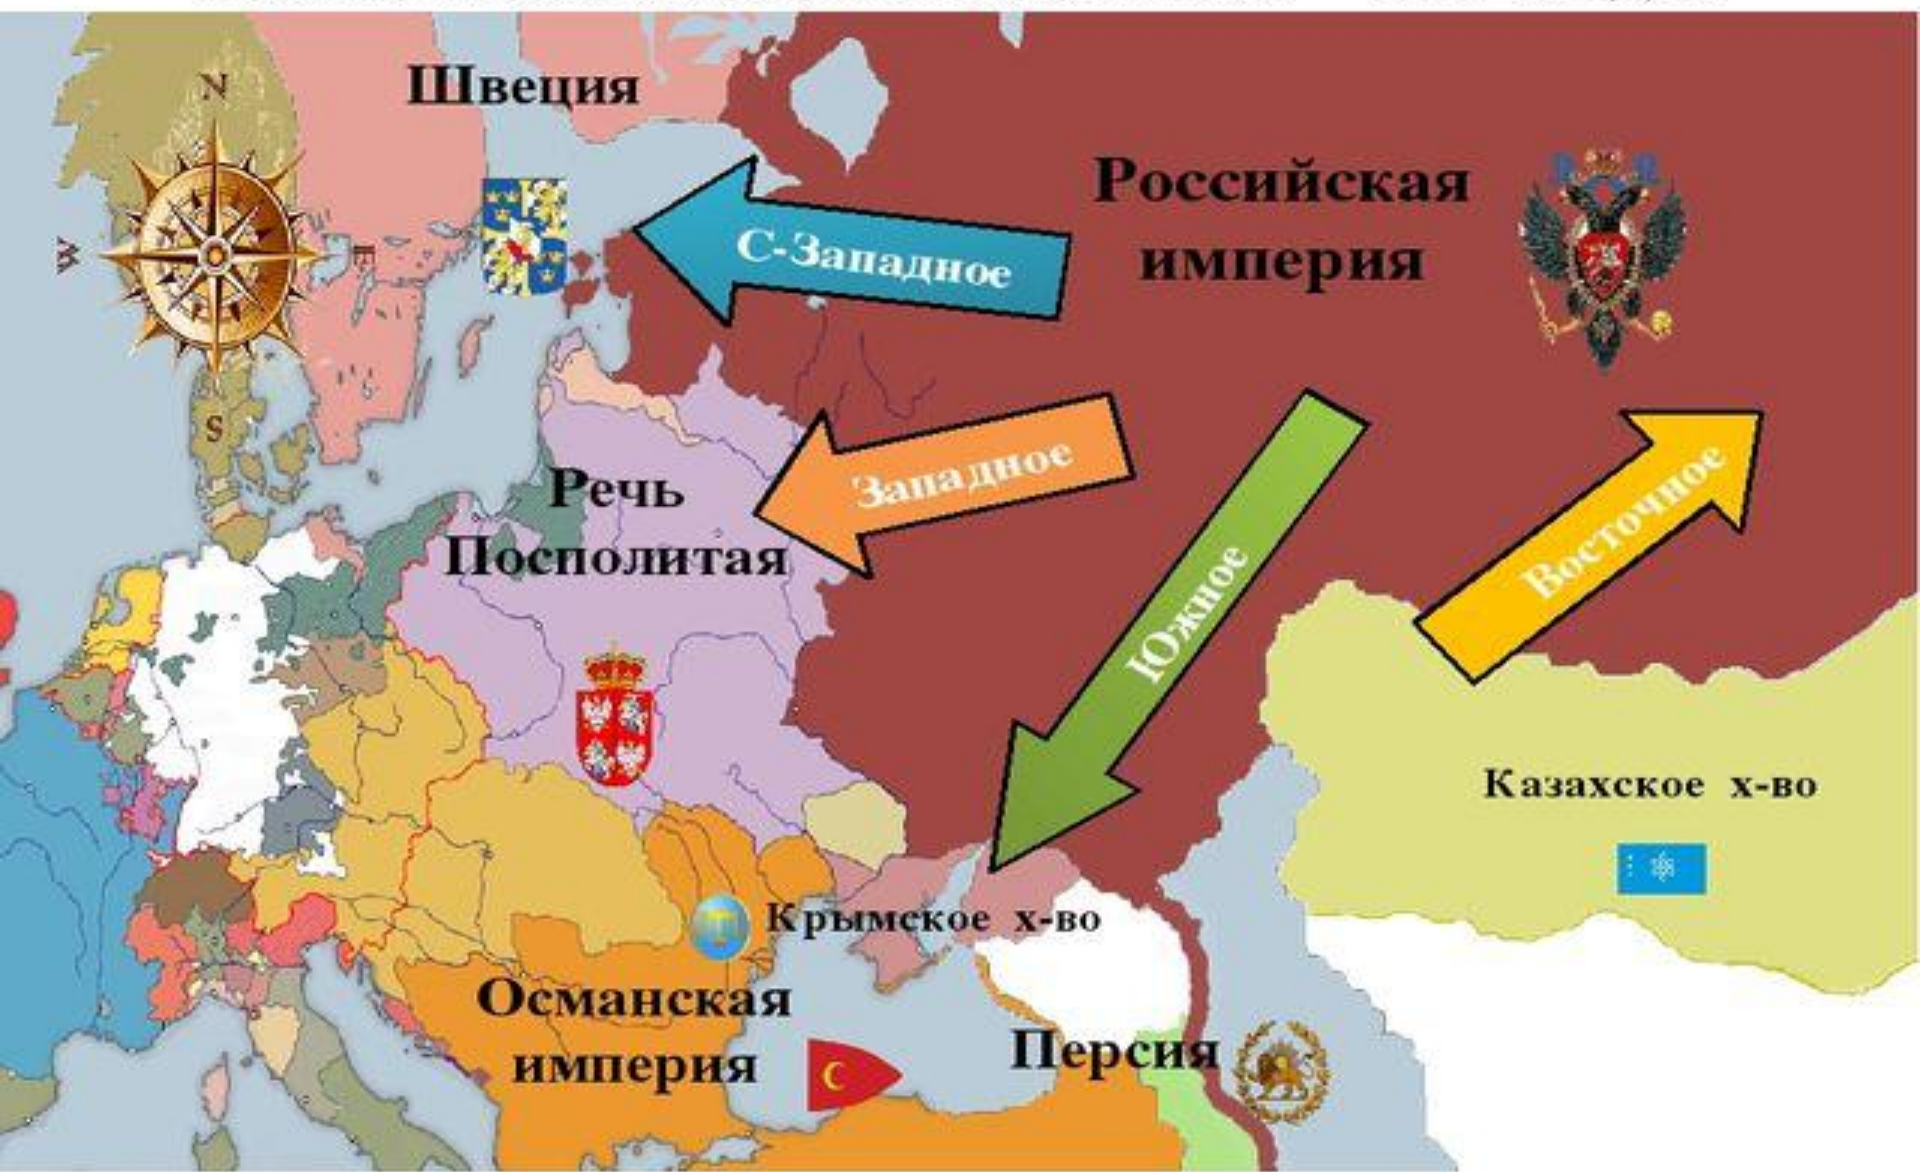 Швеция
N
W
E
S
С-Западное
Российская
империя
Западное
Речь
Посполитая
Южное
Восточное
Казахское х-во
Крымское х-во
Османская
империя
Персия